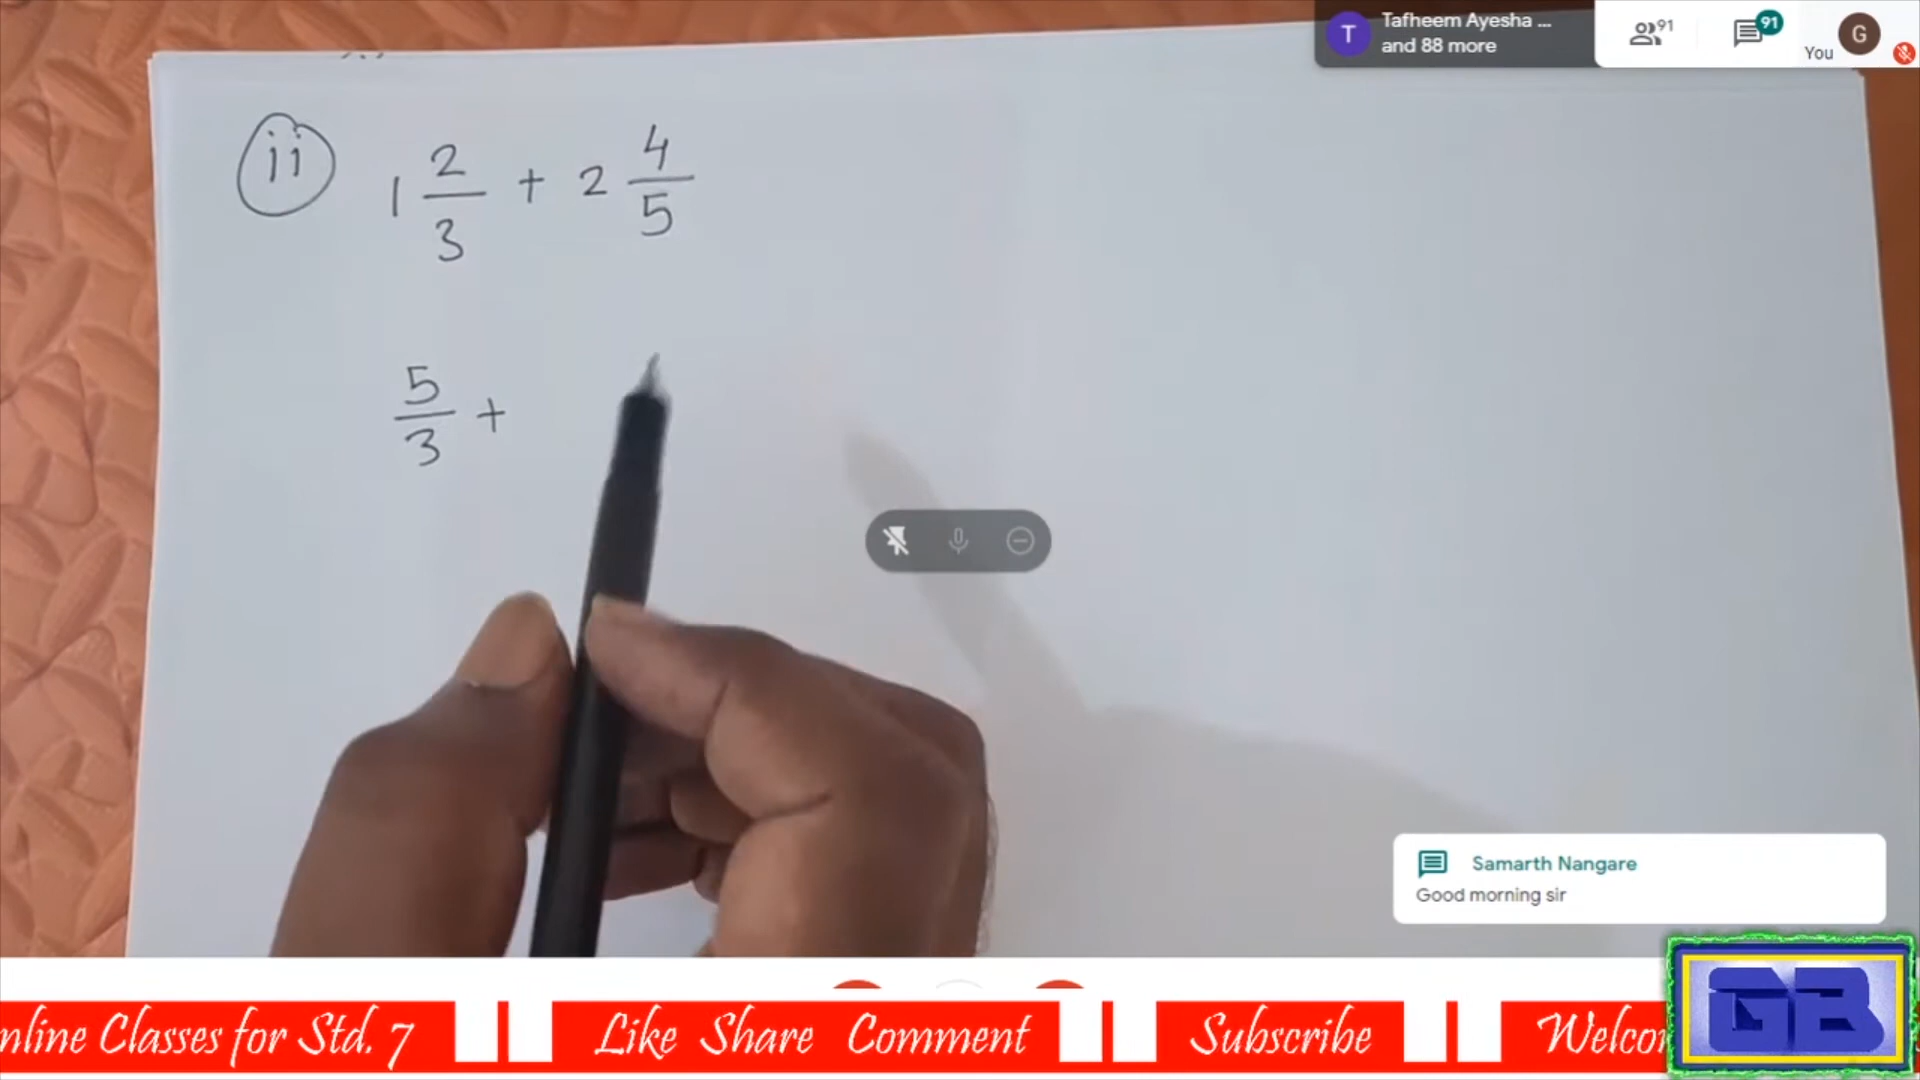 Tafheem Ayesha ...
and 88 more
91
91
You
G
T
ii 1 2/3 + 2 4/5
5/3 +
Samarth Nangare
Good morning sir
nline Classes for Std. 7
Like Share Comment
Subscribe
Welco
GB